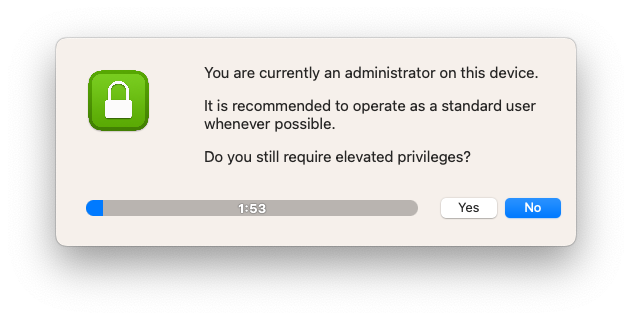 You are currently an administrator on this device.
It is recommended to operate as a standard user
whenever possible.
Do you still require elevated privileges?
1:53
Yes
No